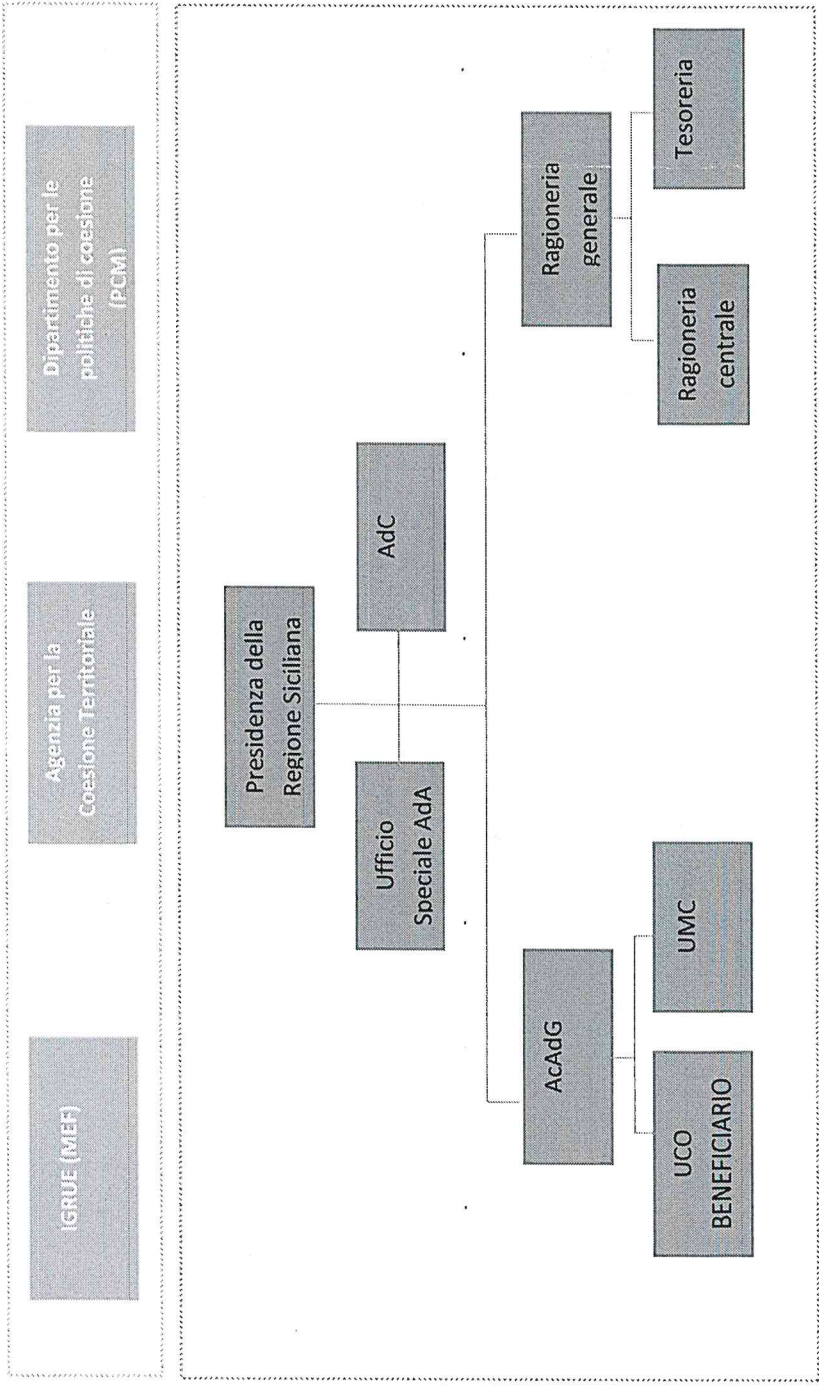 IGRUE (MEF)
Agenzia per la
Coesione Territoriale
Dipartimento per le
politiche di coesione
(PCM)
Presidenza della
Regione Siciliana
Ufficio
Speciale AdA
AdC
AcAdG
Ragioneria
generale
UCO
BENEFICIARIO
UMC
Ragioneria
centrale
Tesoreria